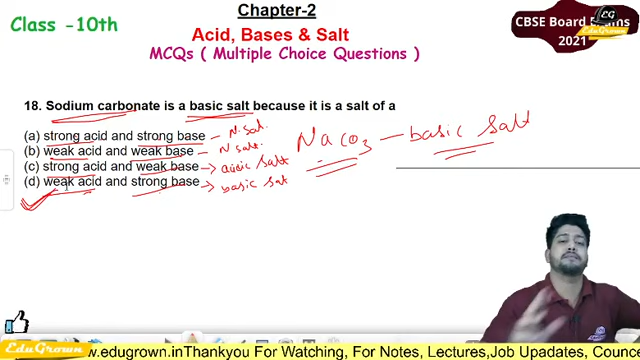 Class -10th
Chapter-2
Acid, Bases & Salt
MCQs ( Multiple Choice Questions )
CBSE Board Exams
2021
EG
EduGrown
18. Sodium carbonate is a basic salt because it is a salt of a
(a) strong acid and strong base - N. Salt.
(b) weak acid and weak base - N Salt.
(c) strong acid and weak base → acidic Salt
(d) weak acid and strong base → basic Salt
NaCO3 - basic Salt
EduGrown
www.edugrown.inThankyou For Watching, For Notes, Lectures,Job Upadates, Counc